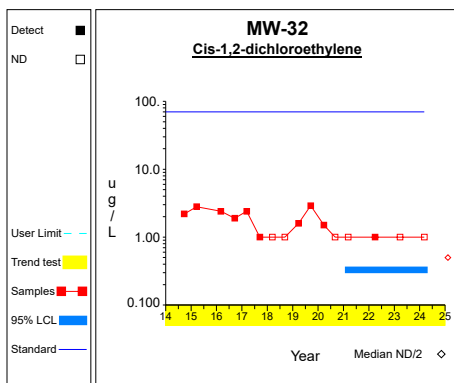 Detect
ND
User Limit
Trend test
Samples
95% LCL
Standard
MW-32
Cis-1,2-dichloroethylene
ug/L
100.
10.0
1.00
0.100
14 15 16 17 18 19 20 21 22 23 24 25
Year
Median ND/2